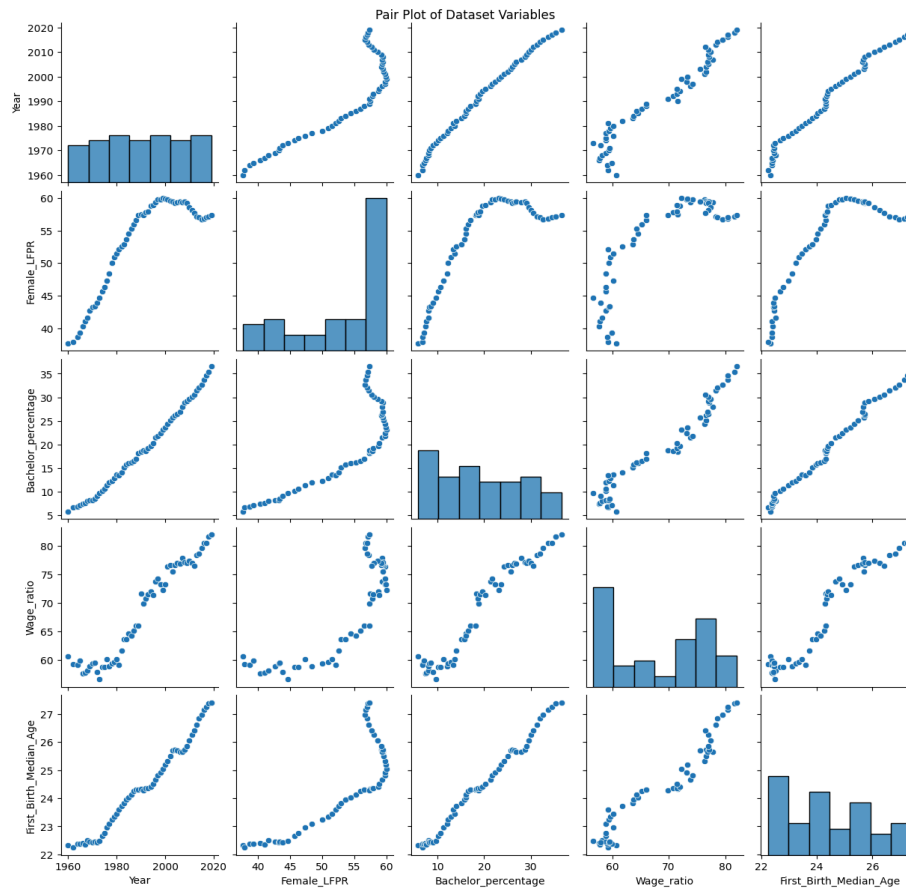 Pair Plot of Dataset Variables
2020
2010
2000
1990
1980
1970
1960
Year
60
55
50
45
40
Female_LFPR
35
30
25
20
15
10
5
Bachelor_percentage
80
75
70
65
60
Wage_ratio
27
26
25
24
23
22
First_Birth_Median_Age
1960 1980 2000 2020
Year
40 45 50 55 60
Female_LFPR
10 20 30
Bachelor_percentage
60 70 80
Wage_ratio
22 24 26
First_Birth_Median_Age